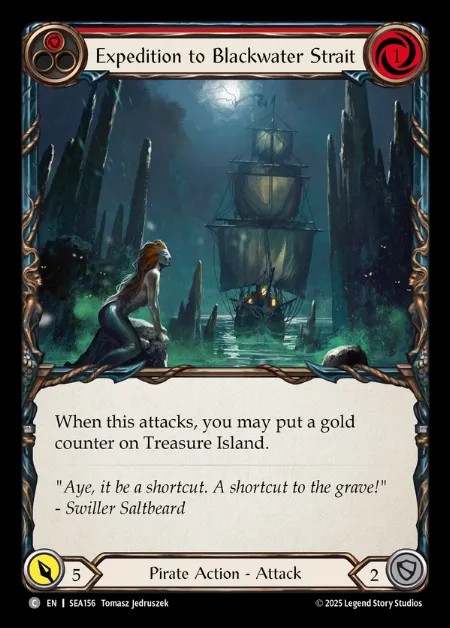 Expedition to Blackwater Strait
1
When this attacks, you may put a gold
counter on Treasure Island.
"Aye, it be a shortcut. A shortcut to the grave!"
- Swiller Saltbeard
5
Pirate Action - Attack
2
C EN | SEA156 Tomasz Jedruszek
© 2025 Legend Story Studios